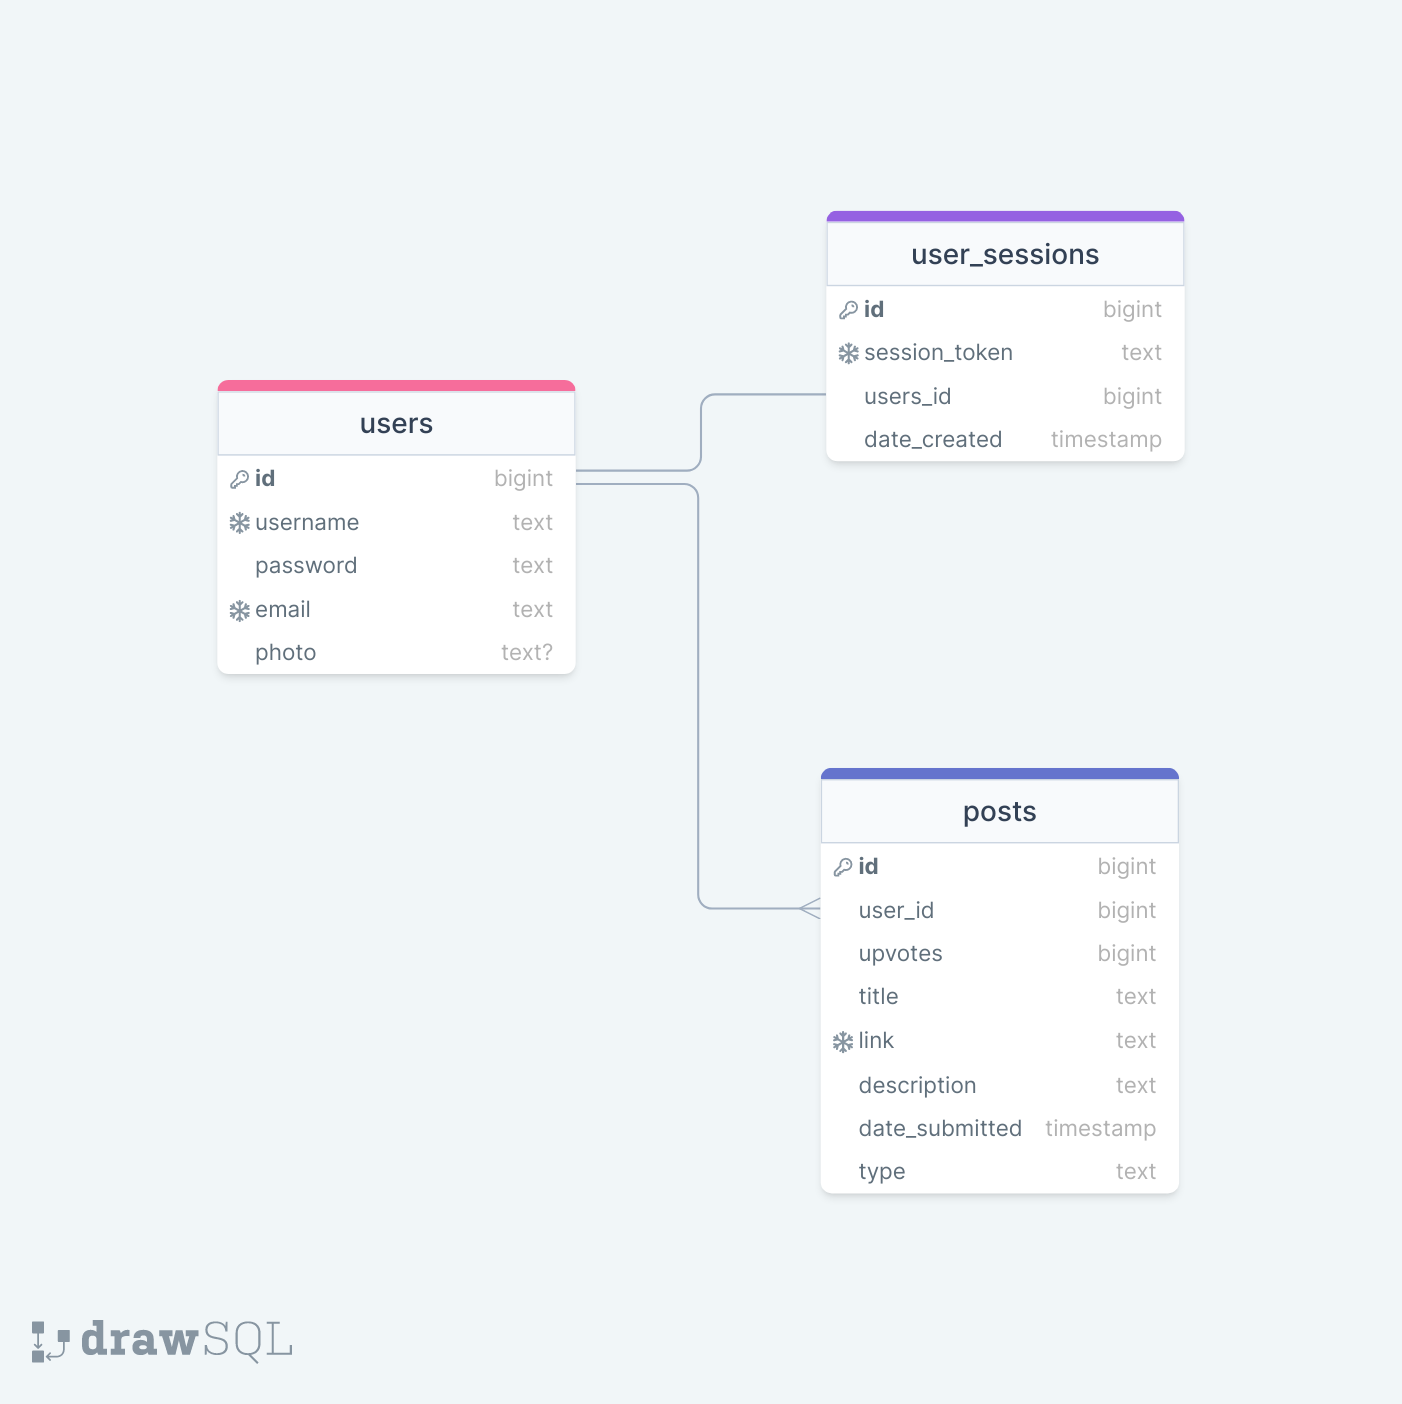 user_sessions
id bigint
session_token text
users_id bigint
date_created timestamp
users
id bigint
username text
password text
email text
photo text?
posts
id bigint
user_id bigint
upvotes bigint
title text
link text
description text
date_submitted timestamp
type text
drawSQL